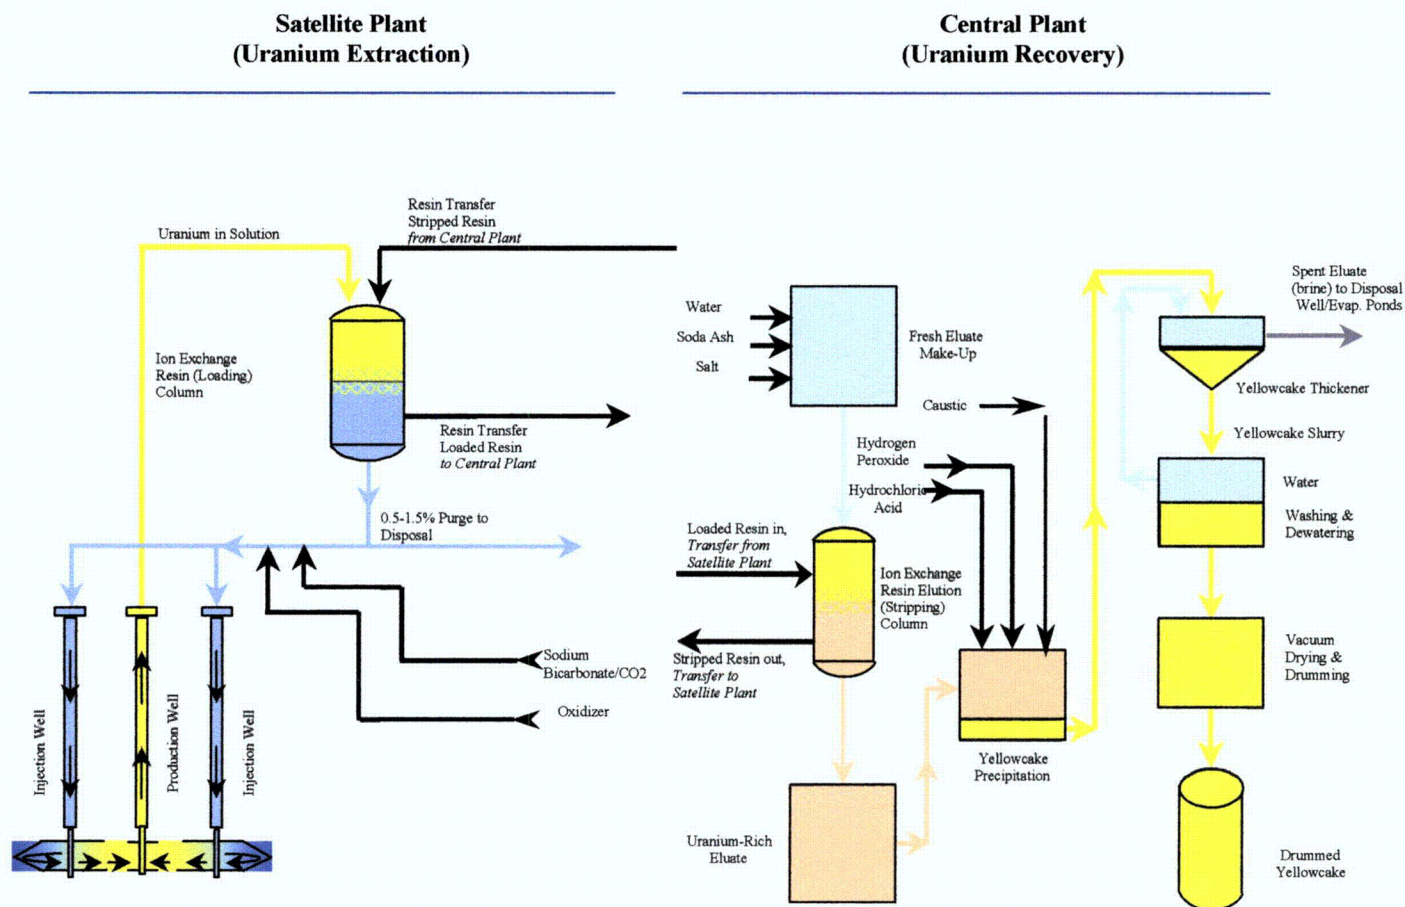 Satellite Plant
(Uranium Extraction)
Central Plant
(Uranium Recovery)
Resin Transfer
Stripped Resin
from Central Plant
Uranium in Solution
Ion Exchange
Resin (Loading)
Column
Resin Transfer
Loaded Resin
to Central Plant
0.5-1.5% Purge to
Disposal
Sodium
Bicarbonate/CO2
Oxidizer
Injection Well
Production Well
Injection Well
Water
Soda Ash
Salt
Fresh Eluate
Make-Up
Caustic
Hydrogen
Peroxide
Hydrochloric
Acid
Loaded Resin in,
Transfer from
Satellite Plant
Ion Exchange
Resin Elution
(Stripping)
Column
Stripped Resin out,
Transfer to
Satellite Plant
Uranium-Rich
Eluate
Yellowcake
Precipitation
Spent Eluate
(brine) to Disposal
Well/Evap. Ponds
Yellowcake Thickener
Yellowcake Slurry
Water
Washing &
Dewatering
Vacuum
Drying &
Drumming
Drummed
Yellowcake